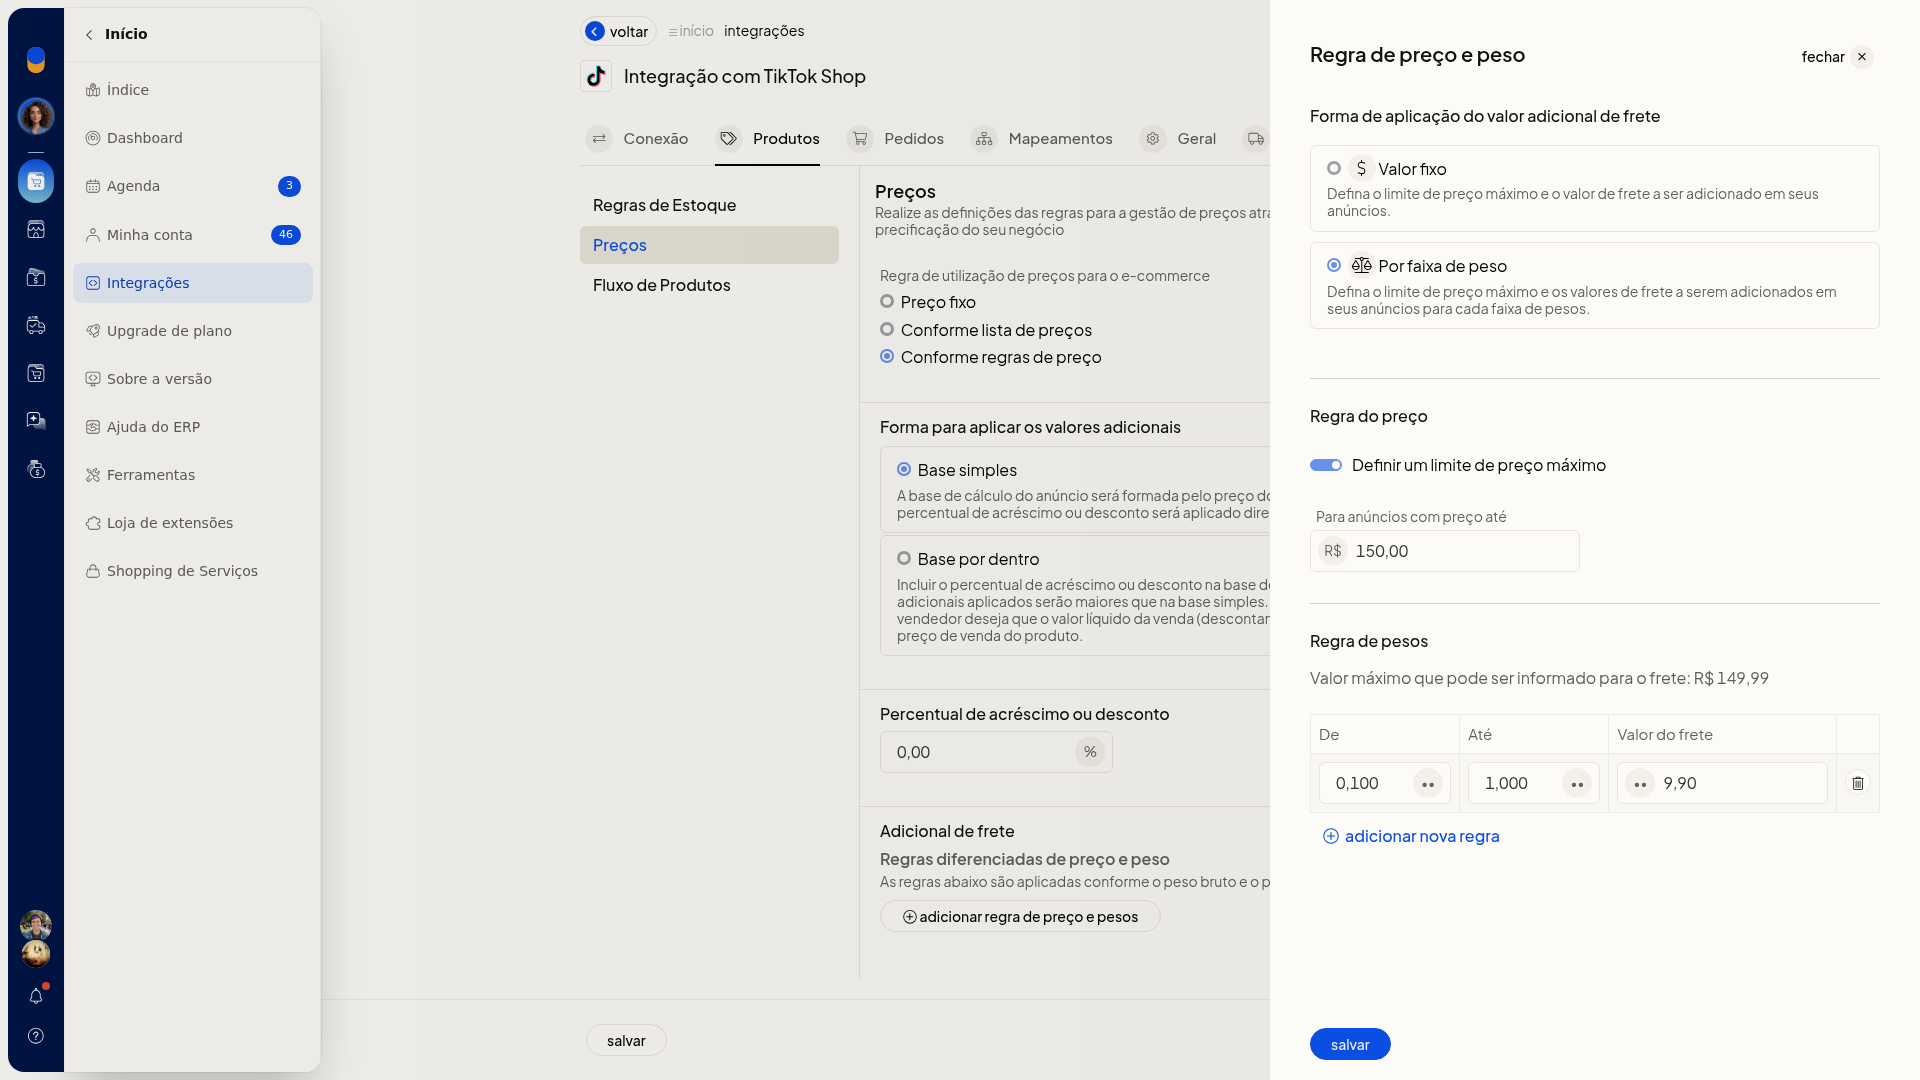 Início
Índice
Dashboard
Agenda
3
Minha conta
46
Integrações
Upgrade de plano
Sobre a versão
Ajuda do ERP
Ferramentas
Loja de extensões
Shopping de Serviços
voltar
início
integrações
Integração com TikTok Shop
Conexão
Produtos
Pedidos
Mapeamentos
Geral
Regras de Estoque
Preços
Fluxo de Produtos
Preços
Realize as definições das regras para a gestão de preços
precificação do seu negócio
Regra de utilização de preços para o e-commerce
Preço fixo
Conforme lista de preços
Conforme regras de preço
Forma para aplicar os valores adicionais
Base simples
A base de cálculo do anúncio será formada pelo preço
percentual de acréscimo ou desconto será aplicado
Base por dentro
Incluir o percentual de acréscimo ou desconto na base
adicionais aplicados serão maiores que na base simples.
vendedor deseja que o valor líquido da venda
preço de venda do produto.
Percentual de acréscimo ou desconto
0,00 %
Adicional de frete
Regras diferenciadas de preço e peso
As regras abaixo são aplicadas conforme o peso bruto e o
adicionar regra de preço e pesos
salvar
Regra de preço e peso
fechar
Forma de aplicação do valor adicional de frete
$ Valor fixo
Defina o limite de preço máximo e o valor de frete a ser adicionado em seus
anúncios.
Por faixa de peso
Defina o limite de preço máximo e os valores de frete a serem adicionados em
seus anúncios para cada faixa de pesos.
Regra do preço
Definir um limite de preço máximo
Para anúncios com preço até
R$ 150,00
Regra de pesos
Valor máximo que pode ser informado para o frete: R$ 149,99
De Até Valor do frete
0,100 1,000 9,90
adicionar nova regra
salvar